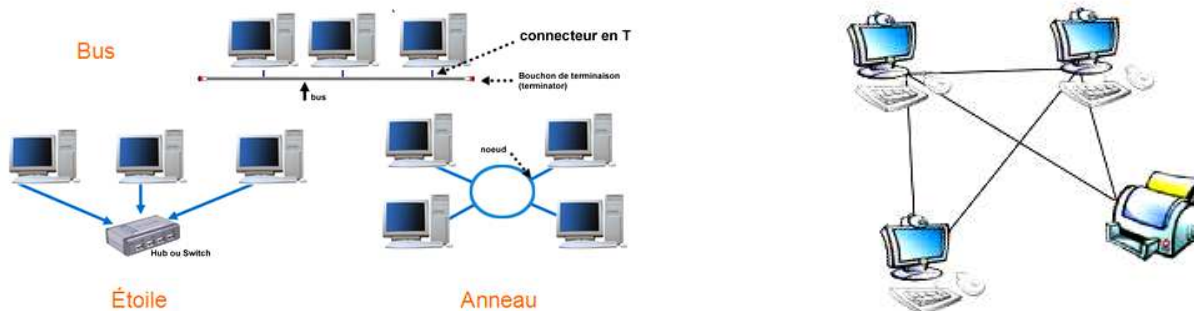 Bus
connecteur en T
Bouchon de terminaison
(terminator)
bus
noeud
Hub ou Switch
Étoile
Anneau